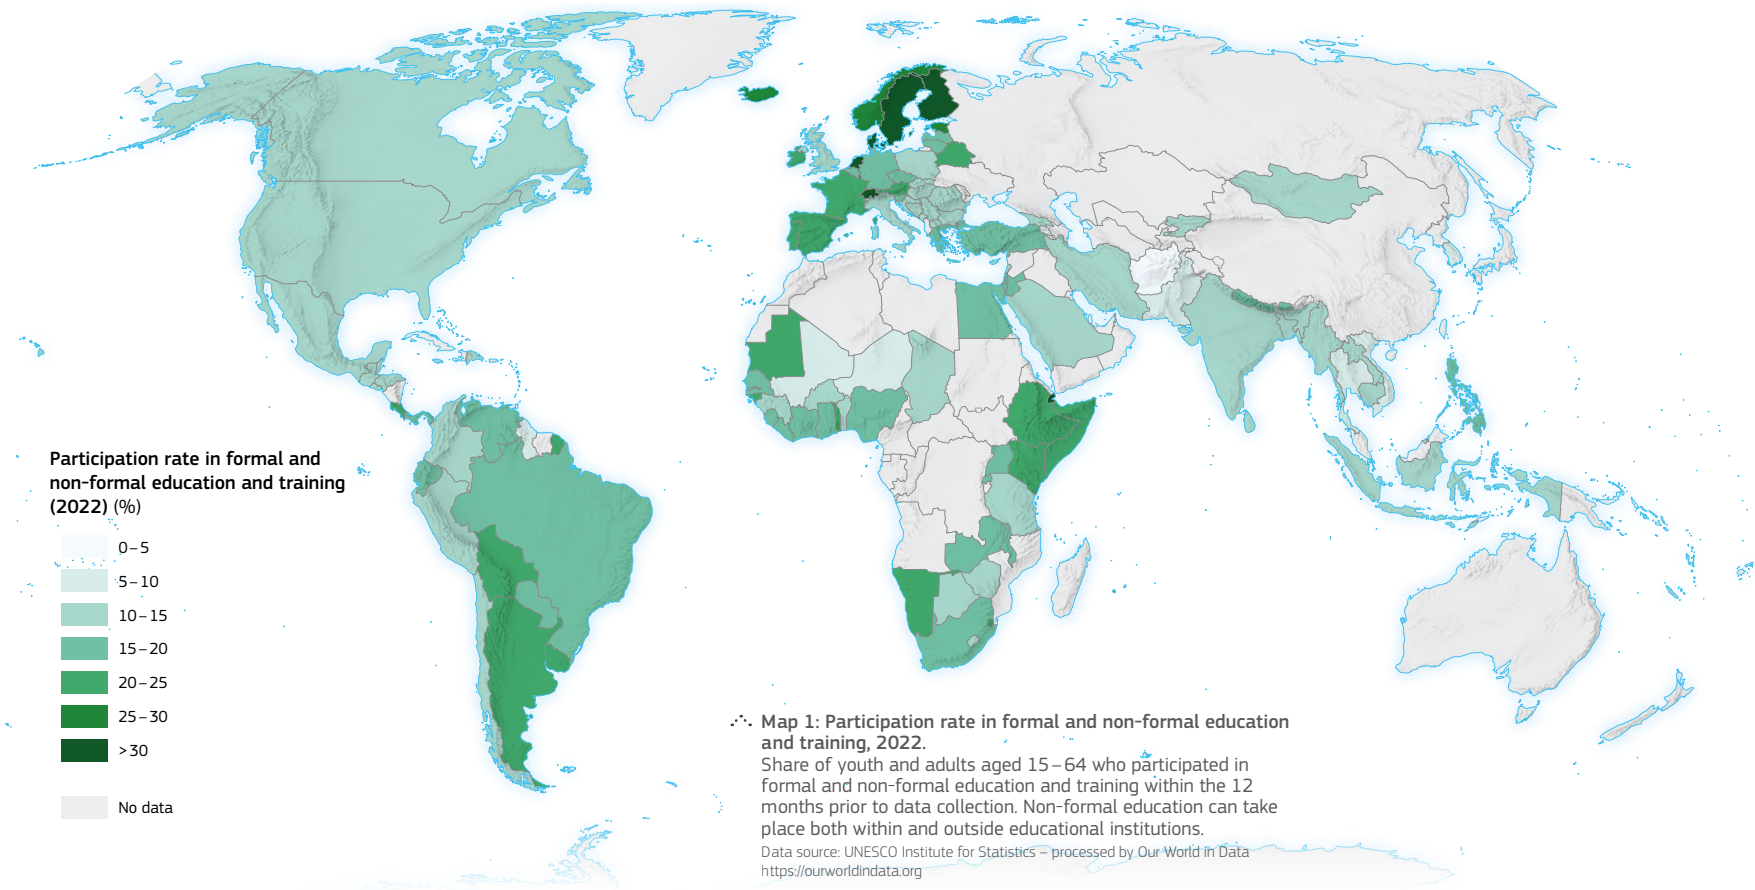 Participation rate in formal and
non-formal education and training
(2022) (%)
0–5
5–10
10–15
15–20
20–25
25–30
>30
No data
Map 1: Participation rate in formal and non-formal education
and training, 2022.
Share of youth and adults aged 15–64 who participated in
formal and non-formal education and training within the 12
months prior to data collection. Non-formal education can take
place both within and outside educational institutions.
Data source: UNESCO Institute for Statistics – processed by Our World in Data
https://ourworldindata.org